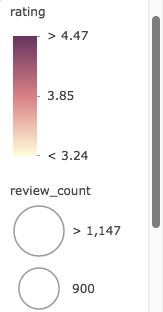 rating
> 4.47
3.85
< 3.24
review_count
> 1,147
900